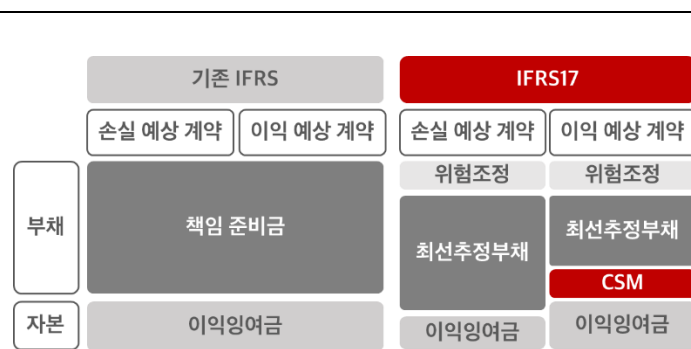 기존 IFRS
IFRS17
손실 예상 계약
이익 예상 계약
손실 예상 계약
이익 예상 계약
위험조정
위험조정
부채
책임 준비금
최선추정부채
최선추정부채
CSM
자본
이익잉여금
이익잉여금
이익잉여금